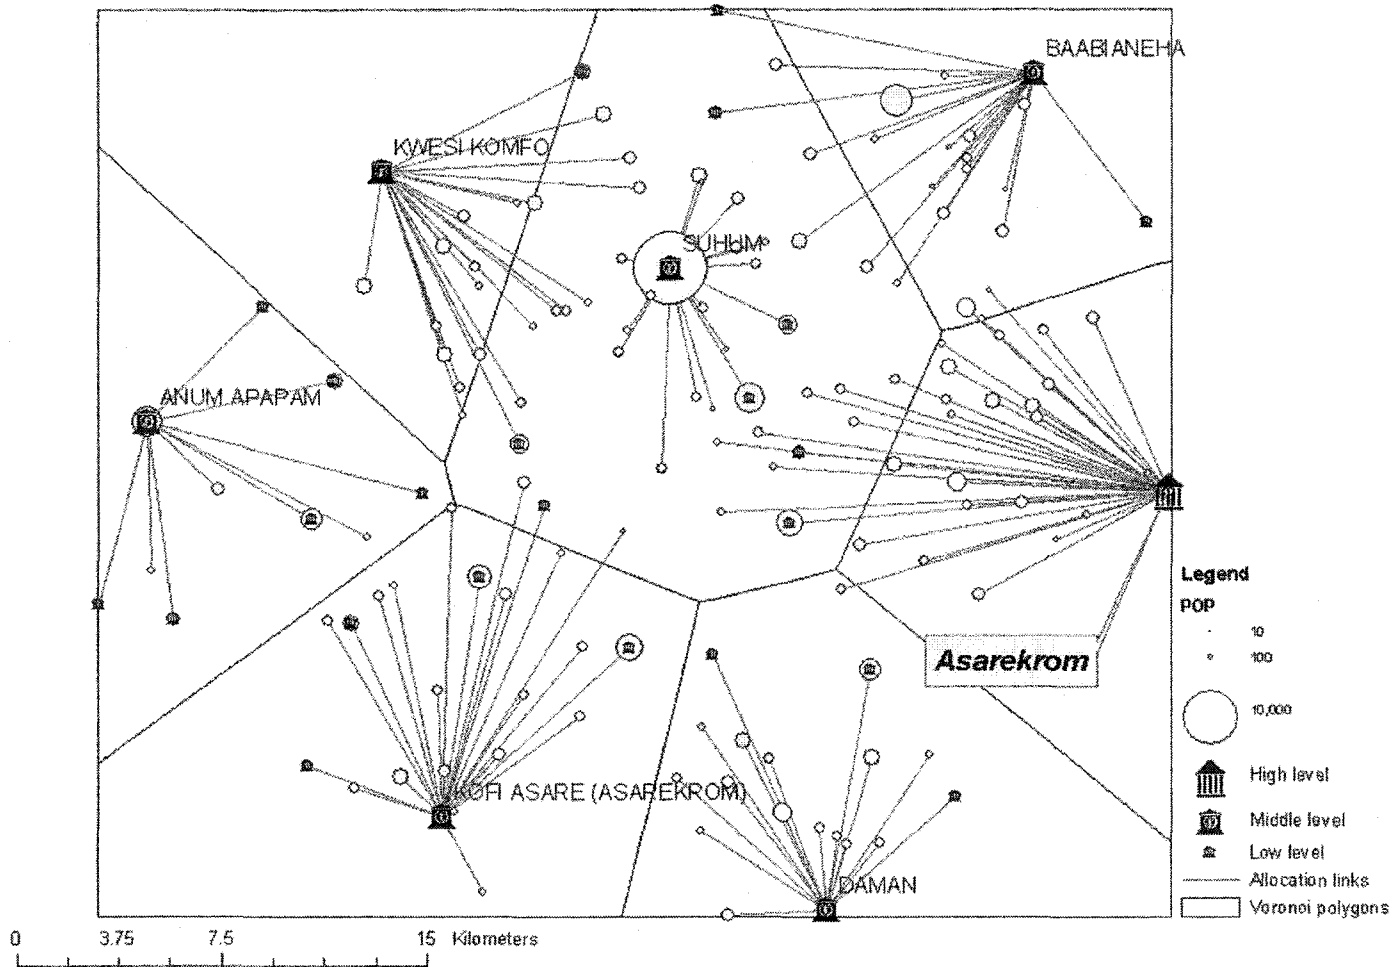 BAABIANEHA
KWESI KOMFO
SUHUM
ANUM APAPAM
Asarekrom
KOFI ASARE (ASAREKROM)
DAMAN
Legend
POP
10
100
10,000
High level
Middle level
Low level
Allocation links
Voronoi polygons
0 3.75 7.5 15 Kilometers